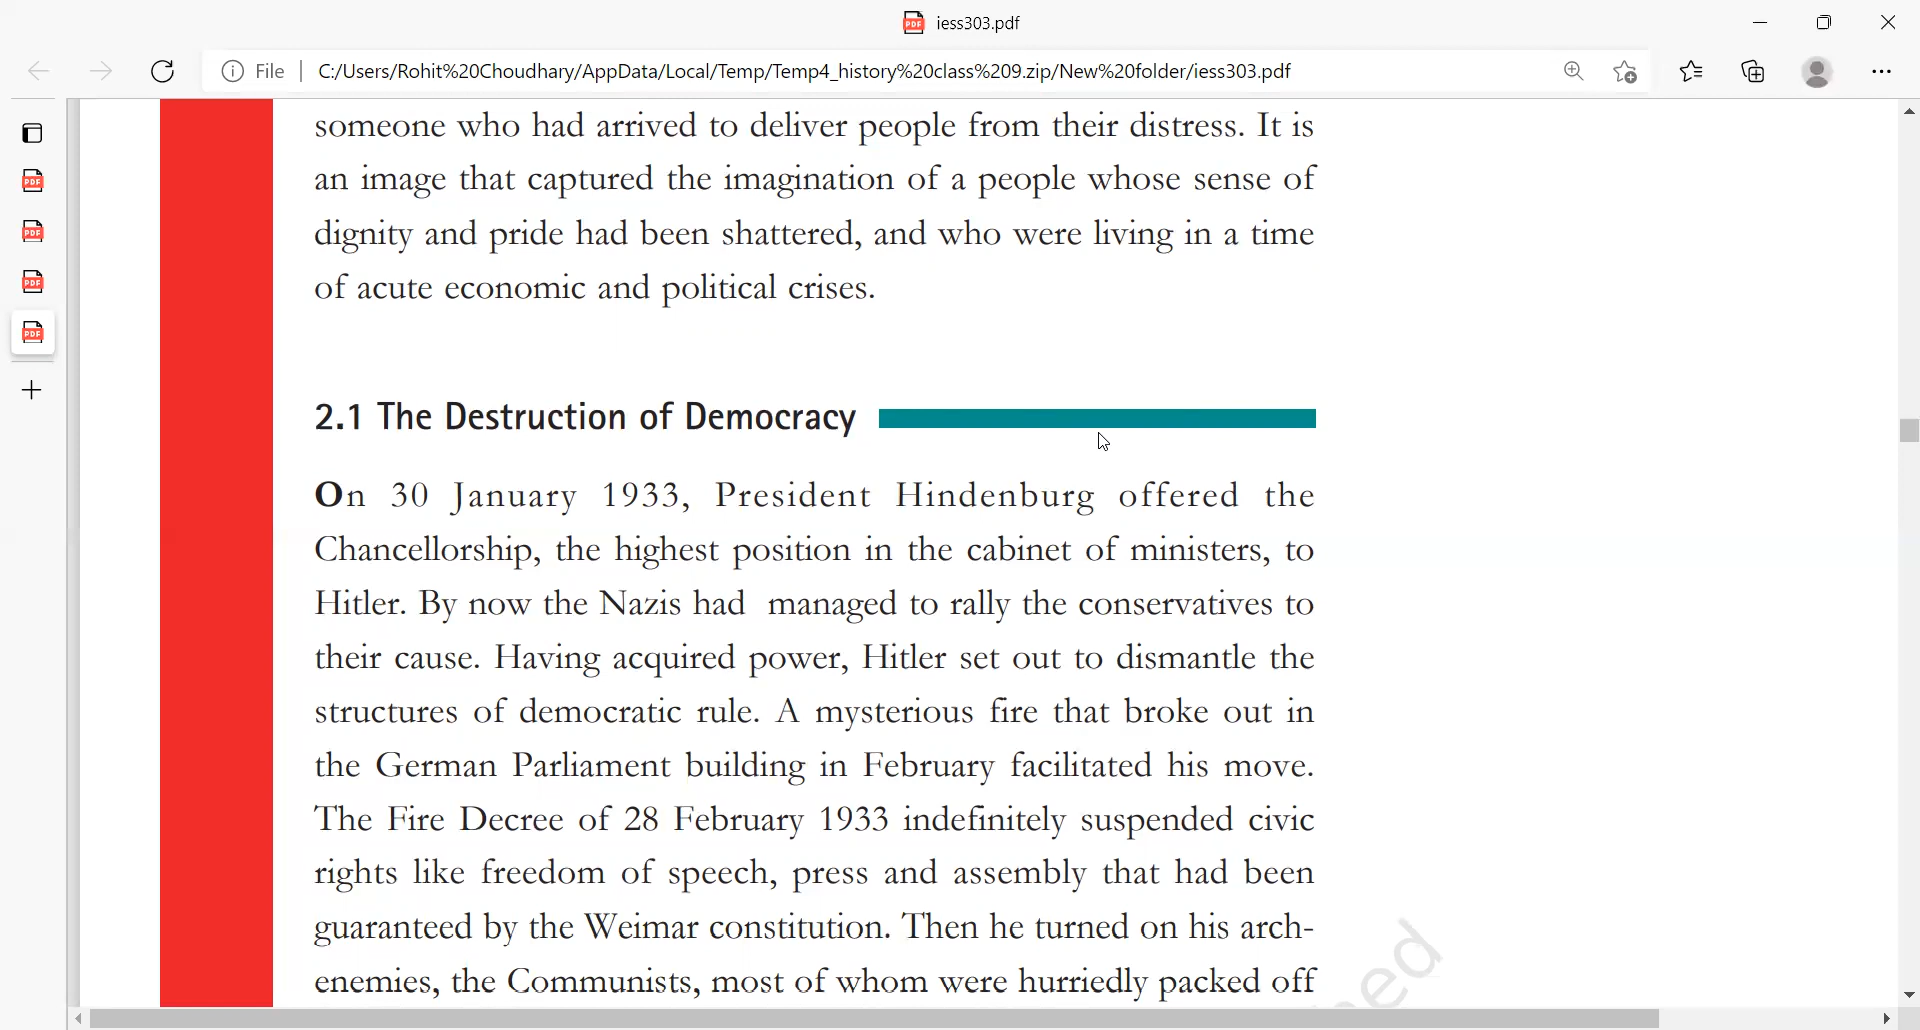 iess303.pdf
File
C:/Users/Rohit%20Choudhary/AppData/Local/Temp/Temp4_history%20class%209.zip/New%20folder/iess303.pdf
someone who had arrived to deliver people from their distress. It is
an image that captured the imagination of a people whose sense of
dignity and pride had been shattered, and who were living in a time
of acute economic and political crises.
2.1 The Destruction of Democracy
On 30 January 1933, President Hindenburg offered the
Chancellorship, the highest position in the cabinet of ministers, to
Hitler. By now the Nazis had managed to rally the conservatives to
their cause. Having acquired power, Hitler set out to dismantle the
structures of democratic rule. A mysterious fire that broke out in
the German Parliament building in February facilitated his move.
The Fire Decree of 28 February 1933 indefinitely suspended civic
rights like freedom of speech, press and assembly that had been
guaranteed by the Weimar constitution. Then he turned on his arch-
enemies, the Communists, most of whom were hurriedly packed off